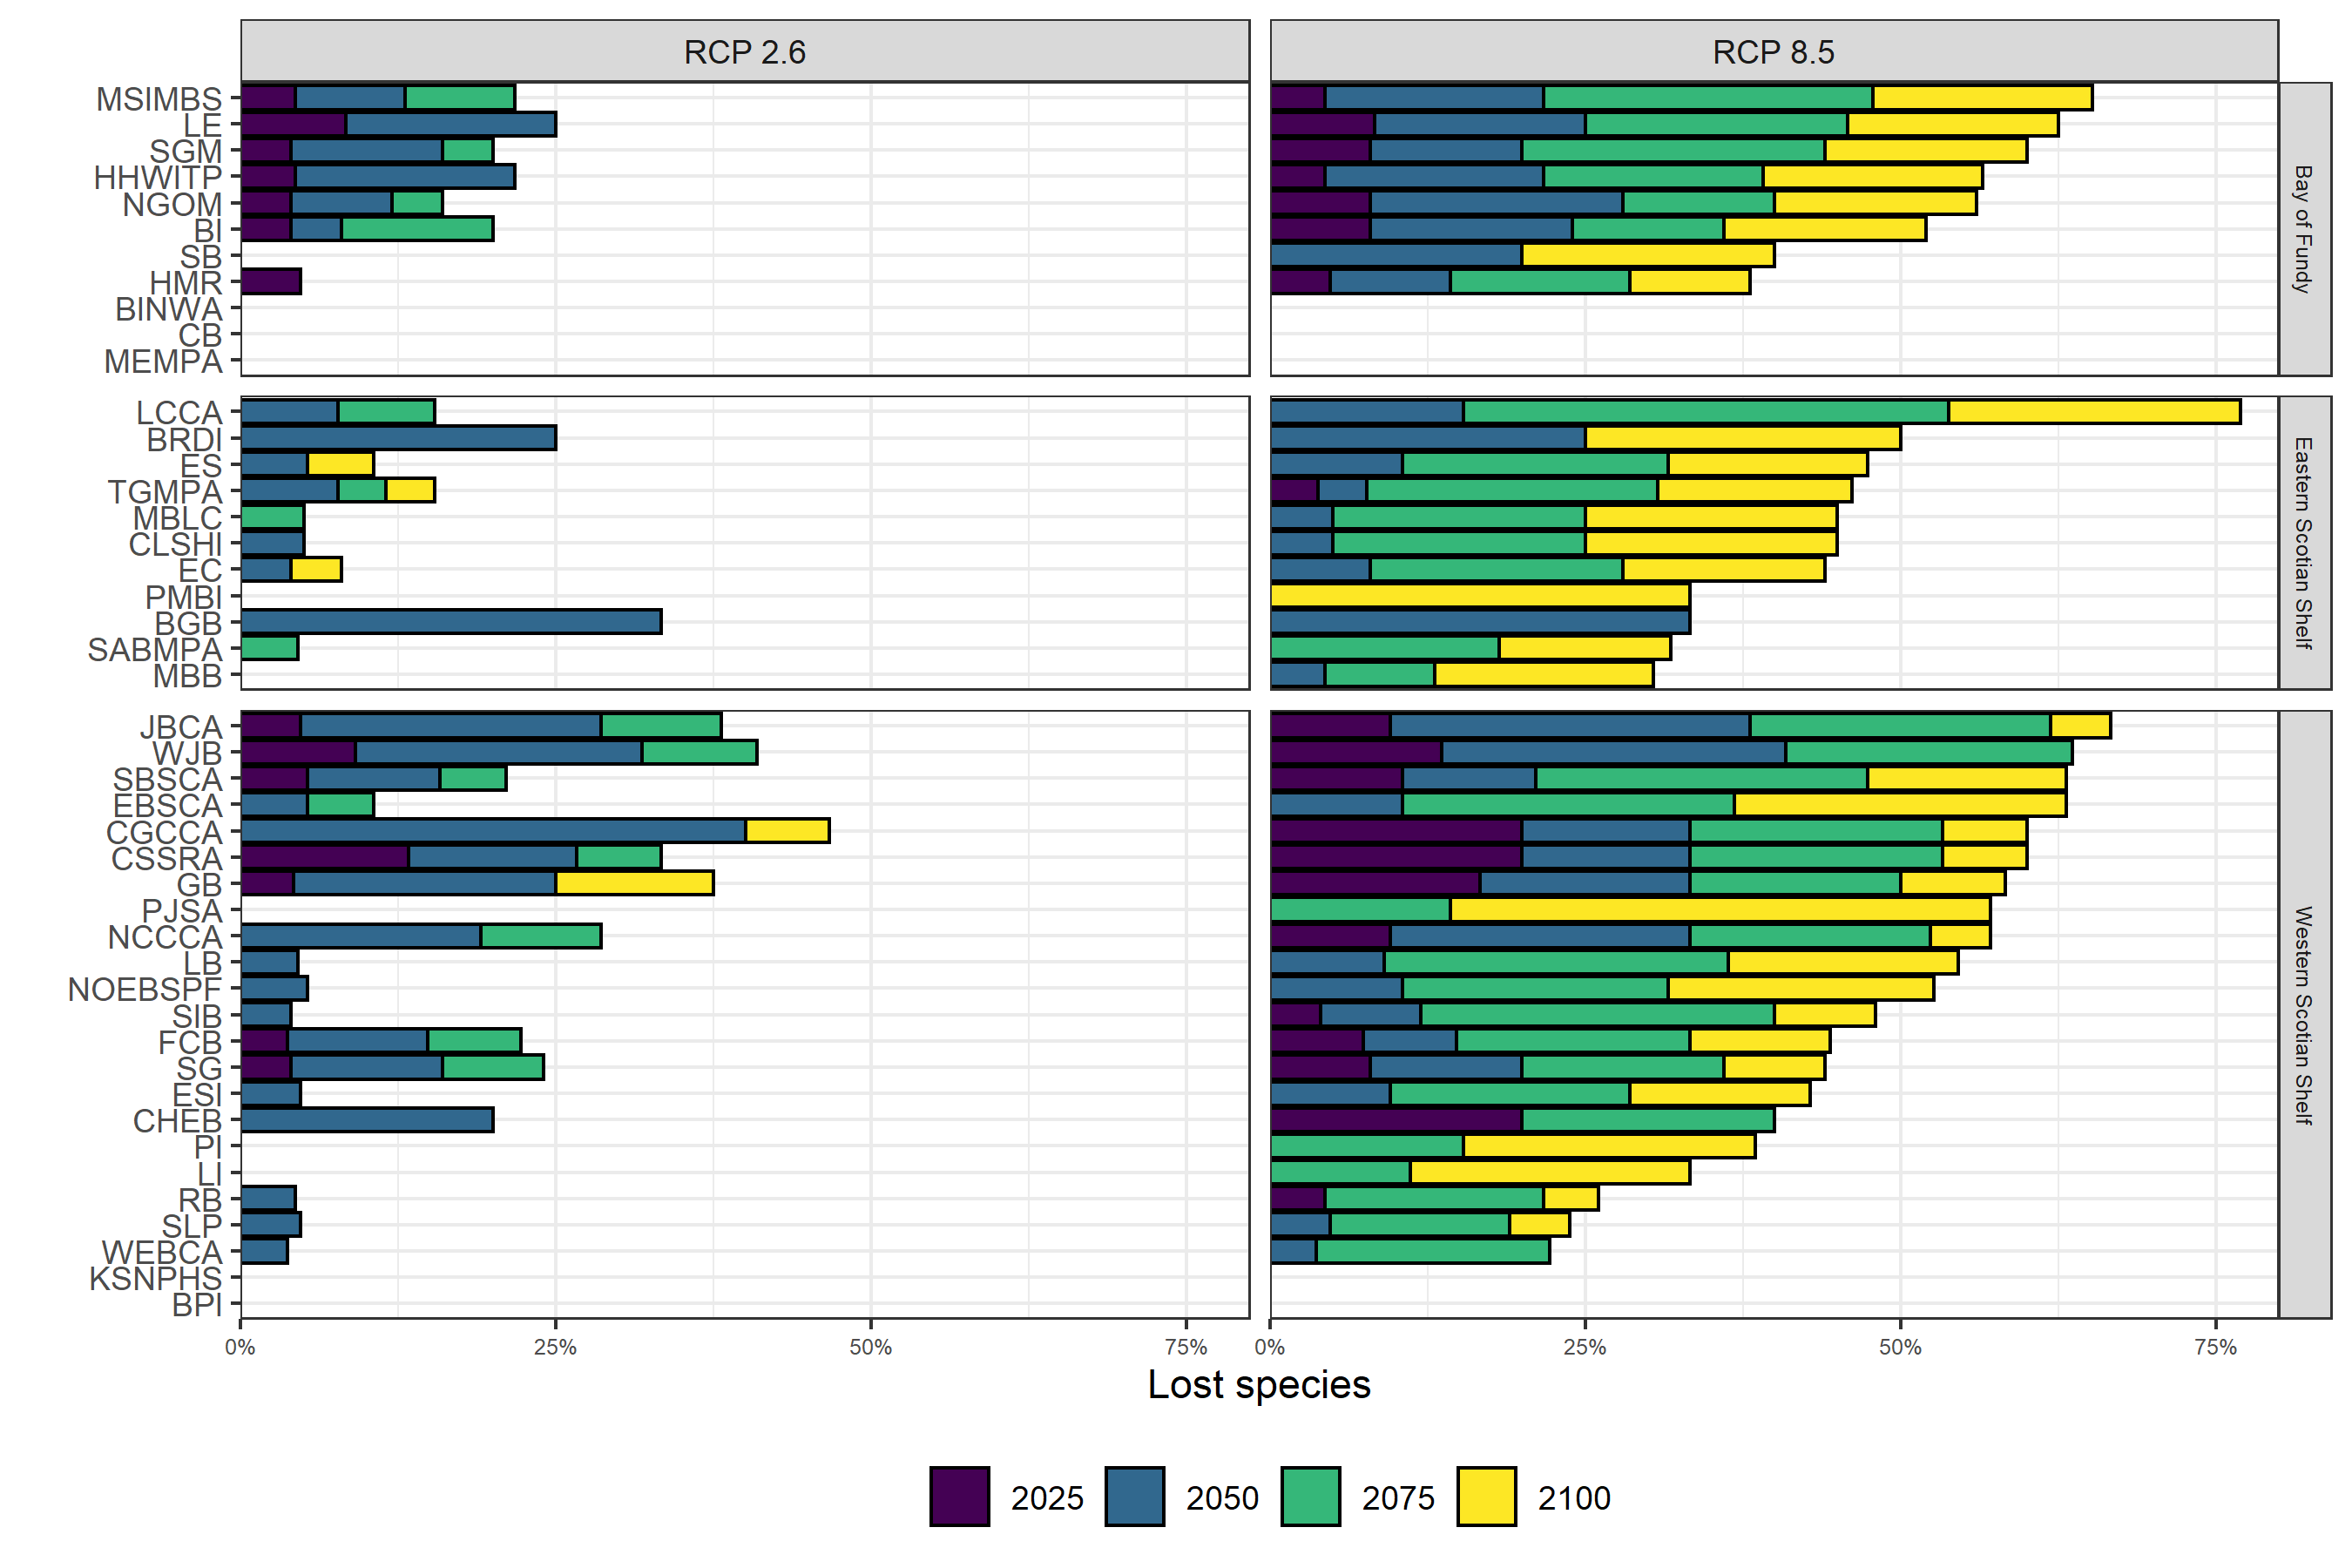 RCP 2.6
RCP 8.5
MSIMBS
LE
SGM
HHWITP
NGOM
BI
SB
HMR
BINWA
CB
MEMPA
Bay of Fundy
LCCA
BRDI
ES
TGMPA
MBLC
CLSHI
EC
PMBI
BGB
SABMPA
MBB
Eastern Scotian Shelf
JBCA
WJB
SBSCA
EBSCA
CGCCA
CSSRA
GB
PJSA
NCCCA
LB
NOEBSPF
SIB
FCB
SG
ESI
CHEB
PI
LI
RB
SLP
WEBCA
KSNPHS
BPI
Western Scotian Shelf
0% 25% 50% 75% 0% 25% 50% 75%
Lost species
2025 2050 2075 2100